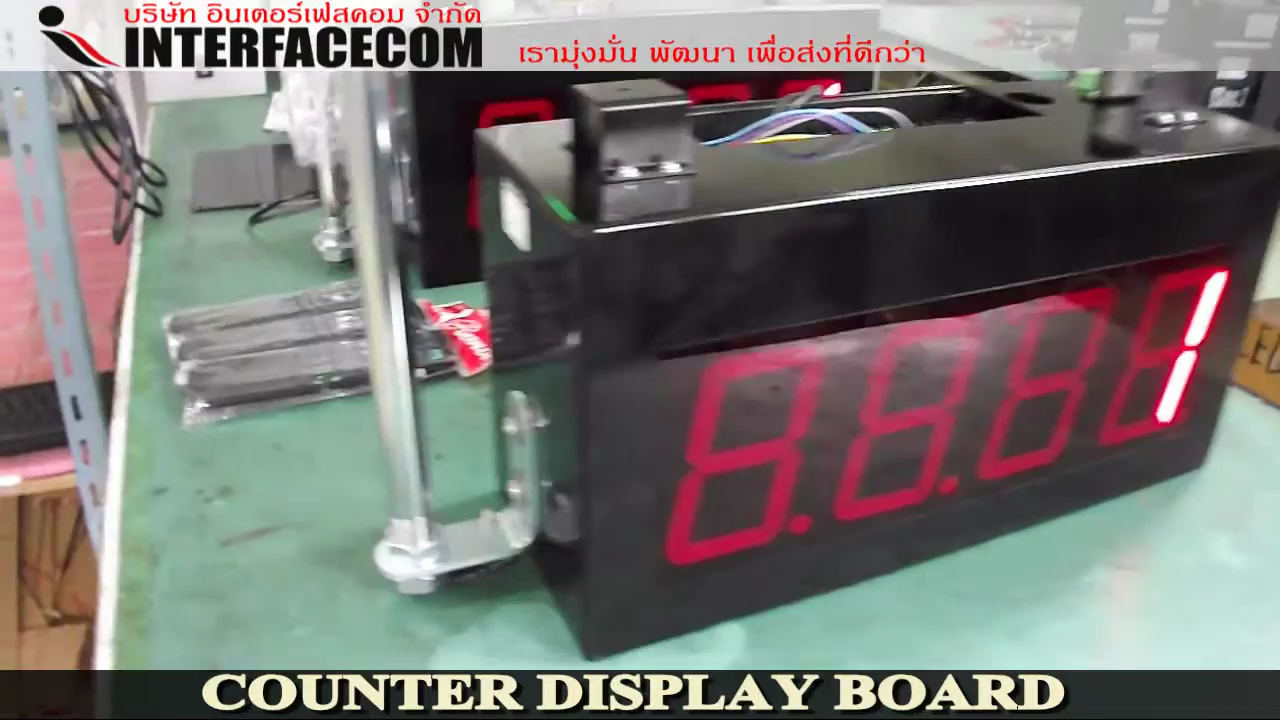 บริษัท อินเตอร์เฟสคอม จำกัด
INTERFACECOM
เรามุ่งมั่น พัฒนา เพื่อส่งที่ดีกว่า
1
COUNTER DISPLAY BOARD